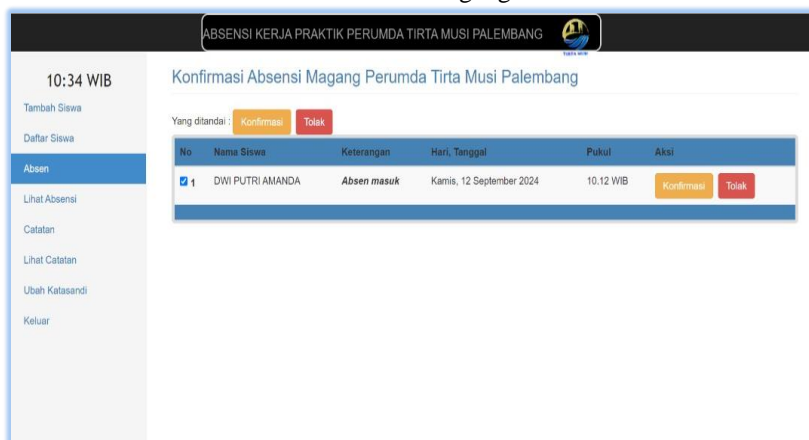 ABSENSI KERJA PRAKTIK PERUMDA TIRTA MUSI PALEMBANG
10:34 WIB
Tambah Siswa
Daftar Siswa
Absen
Lihat Absensi
Catatan
Lihat Catatan
Ubah Katasandi
Keluar
Konfirmasi Absensi Magang Perumda Tirta Musi Palembang
Yang ditandai : Konfirmasi Tolak
No Nama Siswa Keterangan Hari, Tanggal Pukul Aksi
1 DWI PUTRI AMANDA Absen masuk Kamis, 12 September 2024 10.12 WIB Konfirmasi Tolak